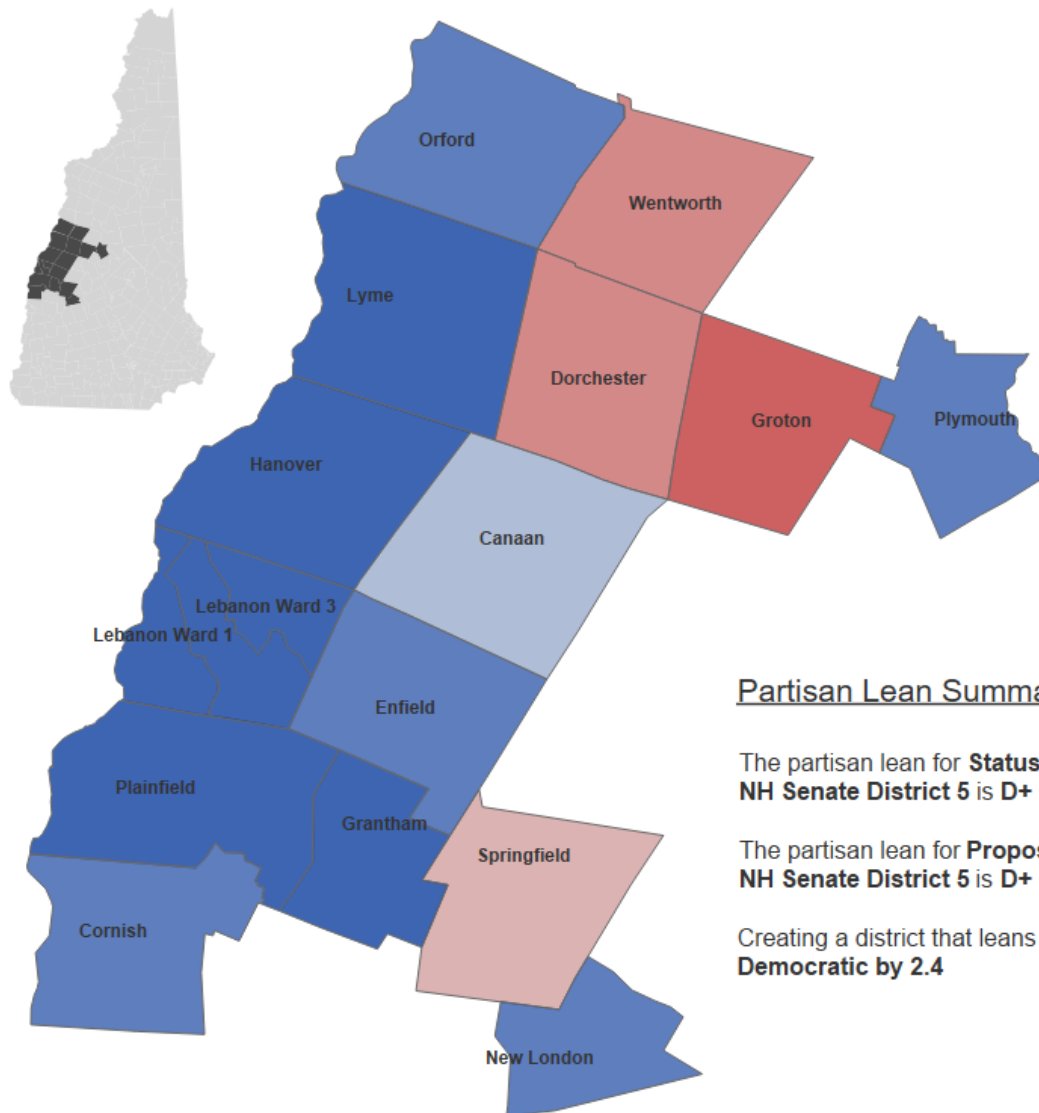 Orford
Wentworth
Lyme
Dorchester
Groton
Plymouth
Hanover
Canaan
Lebanon Ward 3
Lebanon Ward 1
Enfield
Partisan Lean
The partisan lean for Status
NH Senate District 5 is D+
Plainfield
Grantham
Springfield
The partisan lean for
NH Senate District 5 is D+
Cornish
Creating a district that leans
Democratic by 2.4
New London